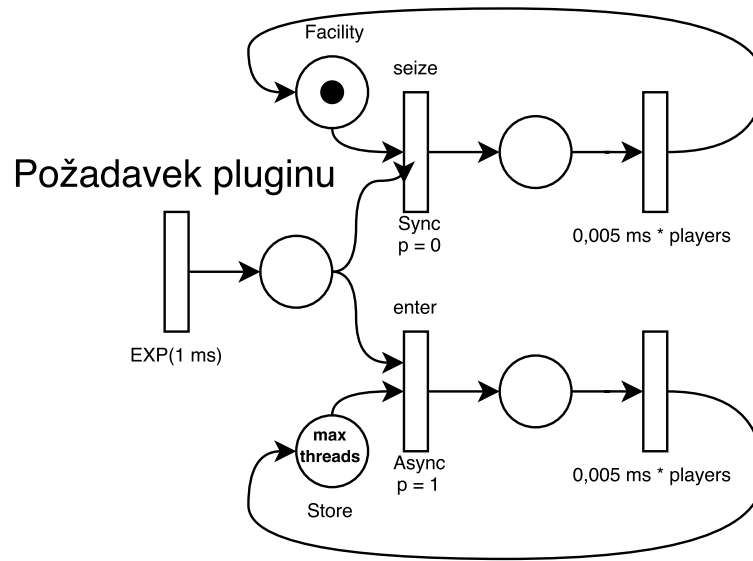 Facility
seize
Požadavek pluginu
Sync
p = 0
0,005 ms * players
enter
EXP(1 ms)
max
threads
Async
p = 1
0,005 ms * players
Store